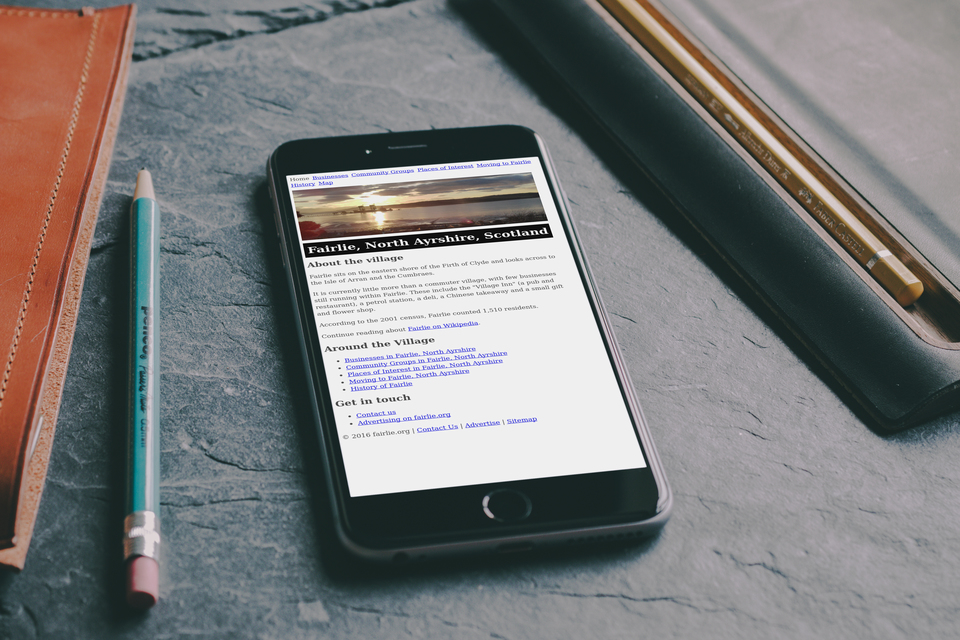 Home Businesses Community Groups Places of Interest Moving to Fairlie
History Map
Fairlie, North Ayrshire, Scotland
About the village
Fairlie sits on the eastern shore of the Firth of Clyde and looks across to
the Isle of Arran and the Cumbraes.
It is currently little more than a commuter village, with few businesses
still running within Fairlie. These include the "Village Inn" (a pub and
restaurant), a petrol station, a deli, a Chinese takeaway and a small gift
and flower shop.
According to the 2001 census, Fairlie counted 1,510 residents.
Continue reading about Fairlie on Wikipedia.
Around the Village
Businesses in Fairlie, North Ayrshire
Community Groups in Fairlie, North Ayrshire
Places of Interest in Fairlie, North Ayrshire
Moving to Fairlie, North Ayrshire
History of Fairlie
Get in touch
Contact us
Advertising on fairlie.org
© 2016 fairlie.org | Contact Us | Advertise | Sitemap